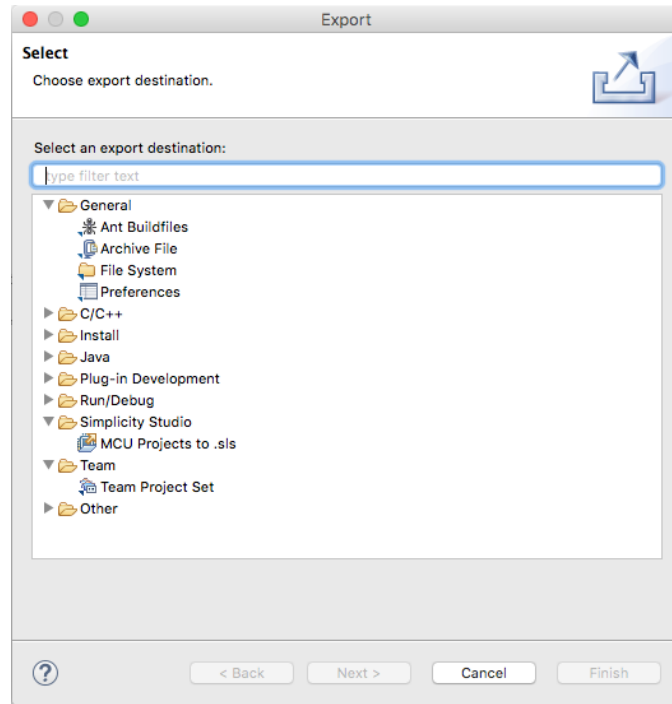 Export
Select
Choose export destination.
Select an export destination:
type filter text
General
Ant Buildfiles
Archive File
File System
Preferences
C/C++
Install
Java
Plug-in Development
Run/Debug
Simplicity Studio
MCU Projects to .sls
Team
Team Project Set
Other
? < Back Next > Cancel Finish